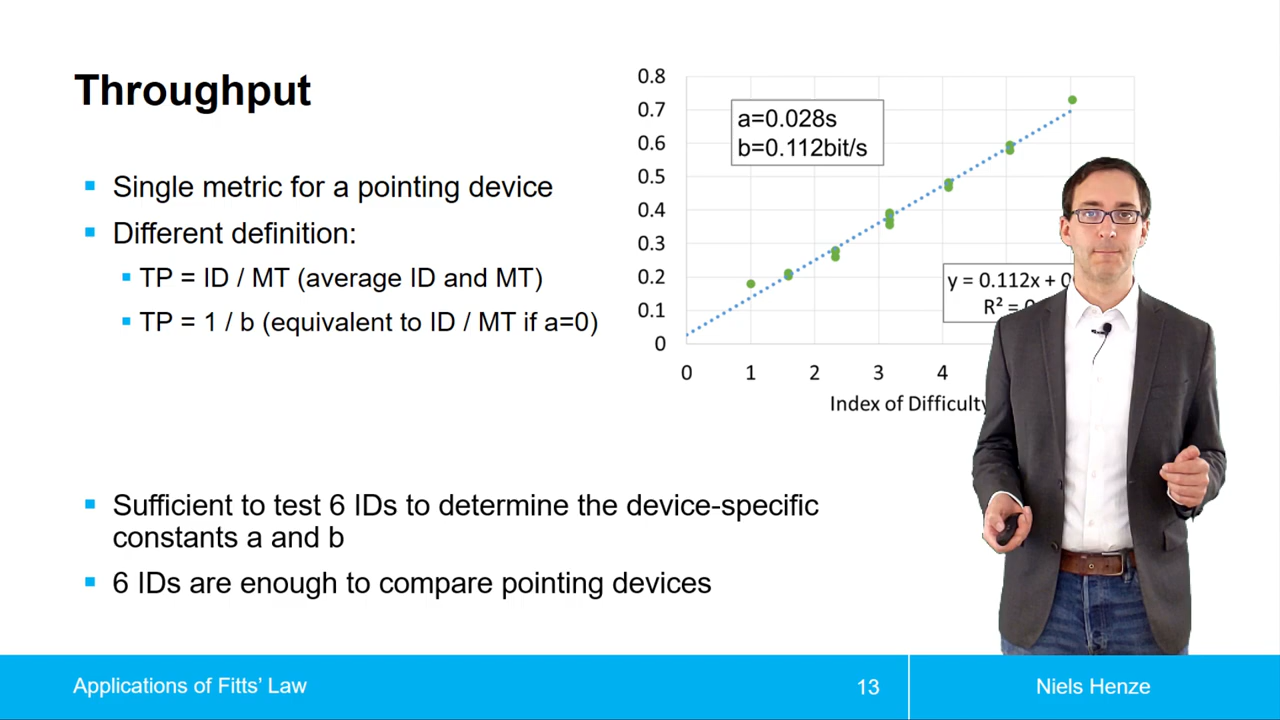 Throughput
Single metric for a pointing device
Different definition:
TP = ID / MT (average ID and MT)
TP = 1 / b (equivalent to ID / MT if a=0)
0.8
0.7
0.6
0.5
0.4
0.3
0.2
0.1
0
a=0.028s
b=0.112bit/s
y = 0.112x +
R² =
0 1 2 3 4
Index of Difficulty
Sufficient to test 6 IDs to determine the device-specific
constants a and b
6 IDs are enough to compare pointing devices
Applications of Fitts’ Law
13
Niels Henze